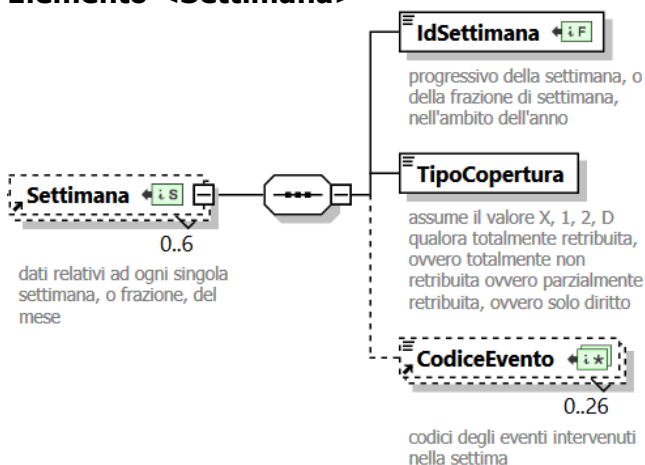 Elemento <Settimana>
IdSettimana iF
progressivo della settimana, o
della frazione di settimana,
nell'ambito dell'anno
TipoCopertura
assume il valore X, 1, 2, D
qualora totalmente retribuita,
ovvero totalmente non
retribuita ovvero parzialmente
retribuita, ovvero solo diritto
Settimana iS
0..6
dati relativi ad ogni singola
settimana, o frazione, del
mese
CodiceEvento i*
0..26
codici degli eventi intervenuti
nella settima